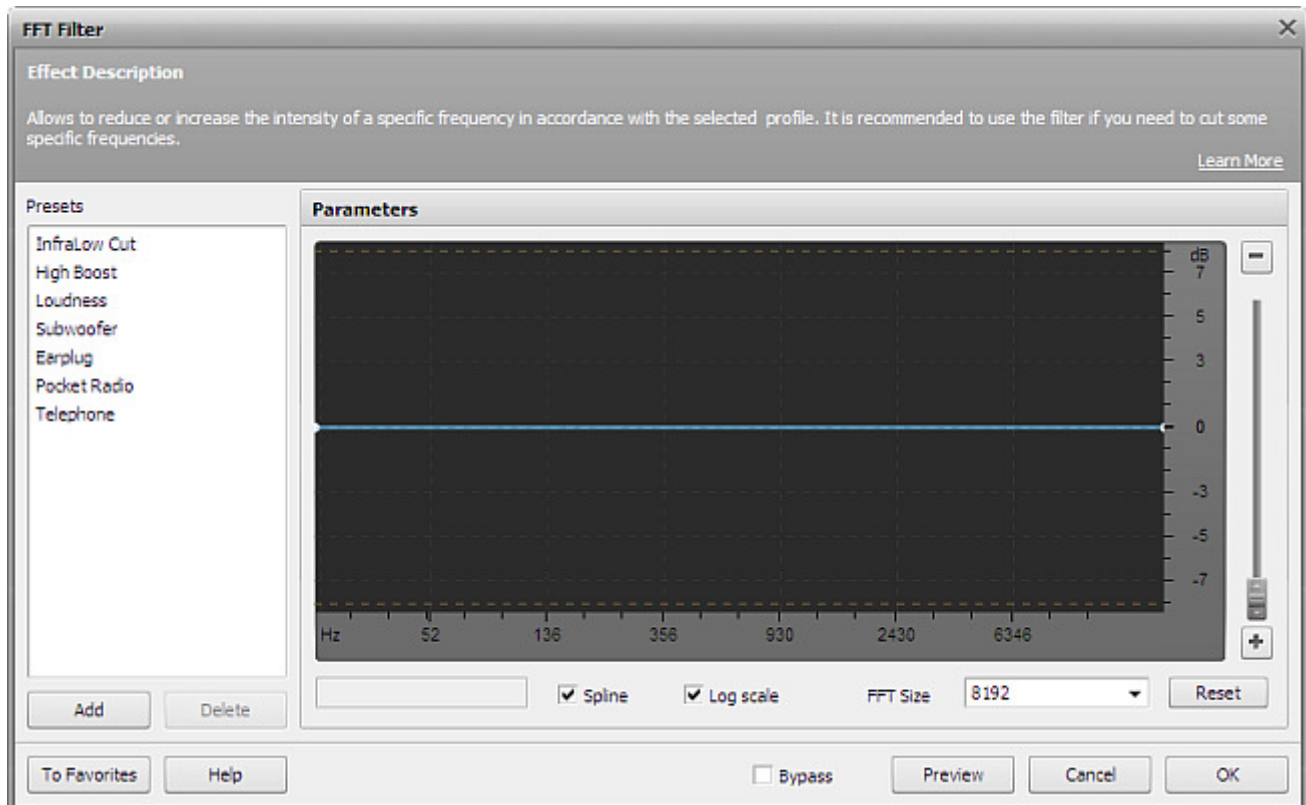 FFT Filter
Effect Description
Allows to reduce or increase the intensity of a specific frequency in accordance with the selected profile. It is recommended to use the filter if you need to cut some
specific frequencies.
Learn More
Presets
Parameters
InfraLow Cut
High Boost
Loudness
Subwoofer
Earplug
Pocket Radio
Telephone
dB
7
5
3
0
-3
-5
-7
Hz 52 136 356 930 2430 6346
Spline Log scale FFT Size 8192 Reset
Add Delete
To Favorites Help Bypass Preview Cancel OK